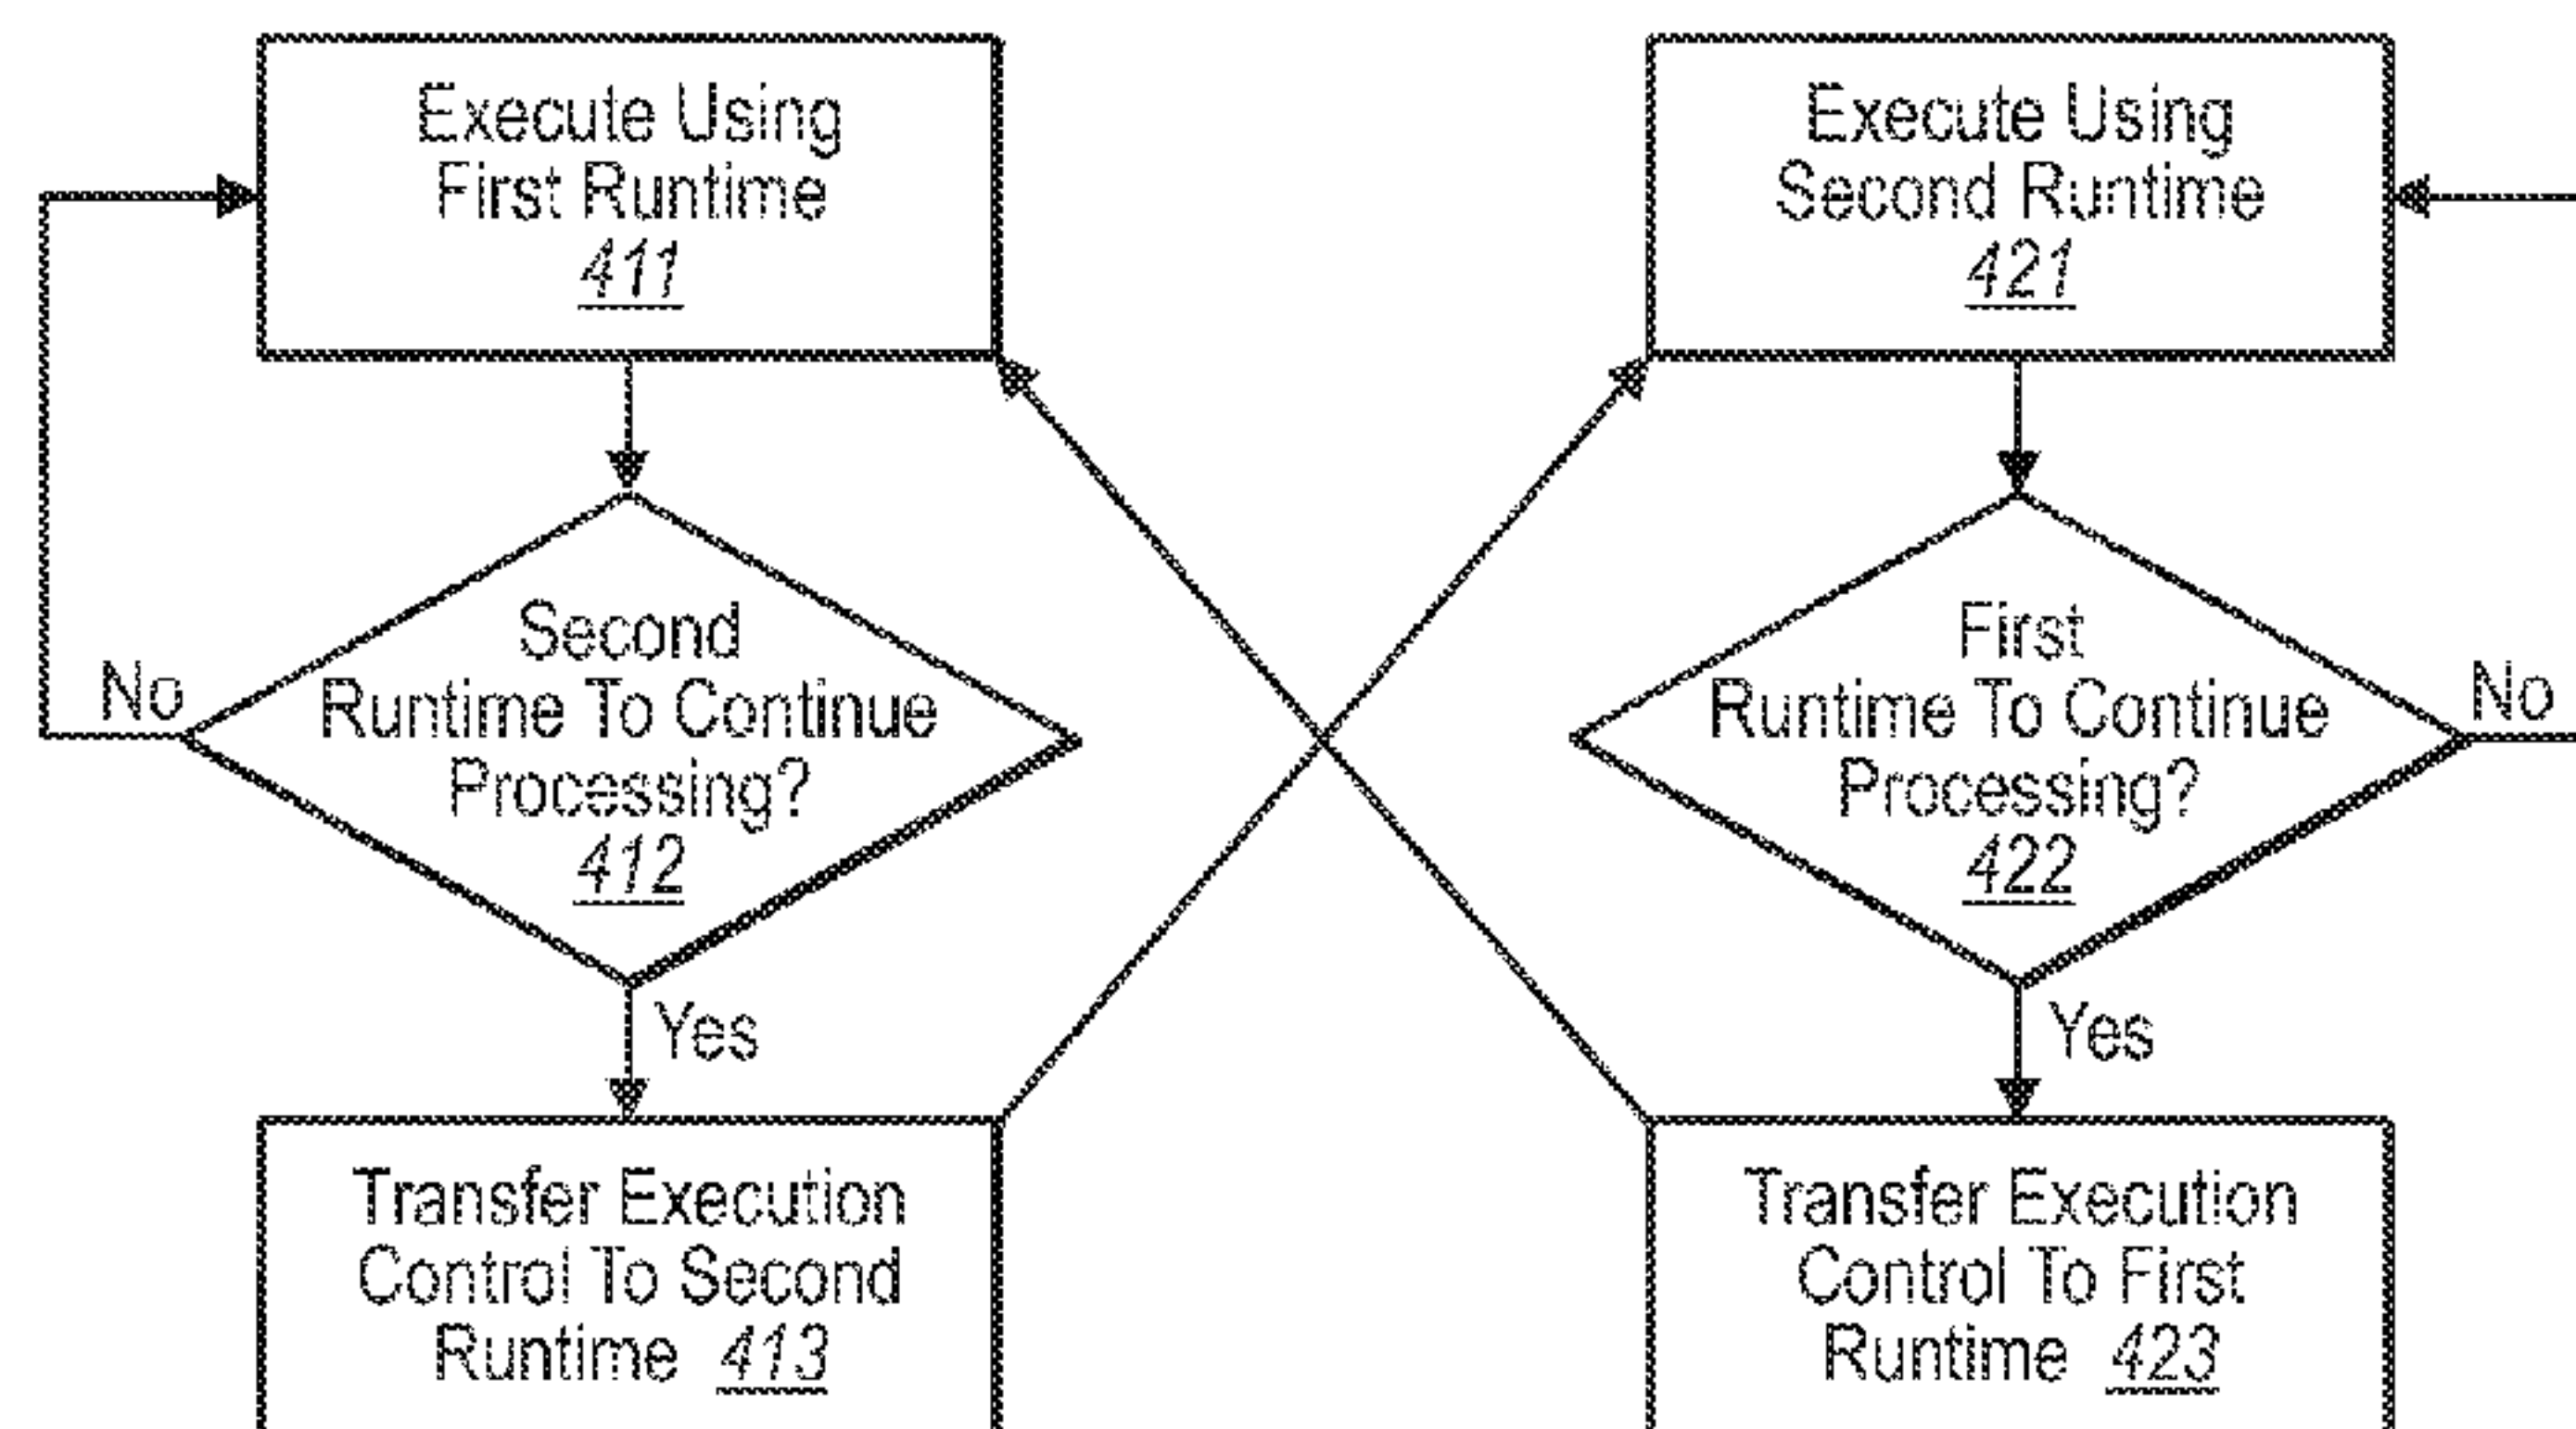 Execute Using
First Runtime
411
Second
Runtime To Continue
Processing?
412
No
Yes
Transfer Execution
Control To Second
Runtime 413
Execute Using
Second Runtime
421
First
Runtime To Continue
Processing?
422
No
Yes
Transfer Execution
Control To First
Runtime 423